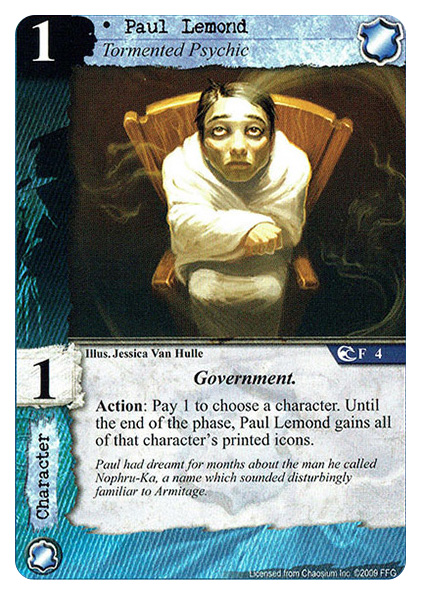 1
• Paul Lemond
Tormented Psychic
Illus. Jessica Van Hulle
F 4
1
Government.
Action: Pay 1 to choose a character. Until
the end of the phase, Paul Lemond gains all
of that character's printed icons.
Paul had dreamt for months about the man he called
Nophru-Ka, a name which sounded disturbingly
familiar to Armitage.
Character
Licensed from Chaosium Inc. ©2009 FFG